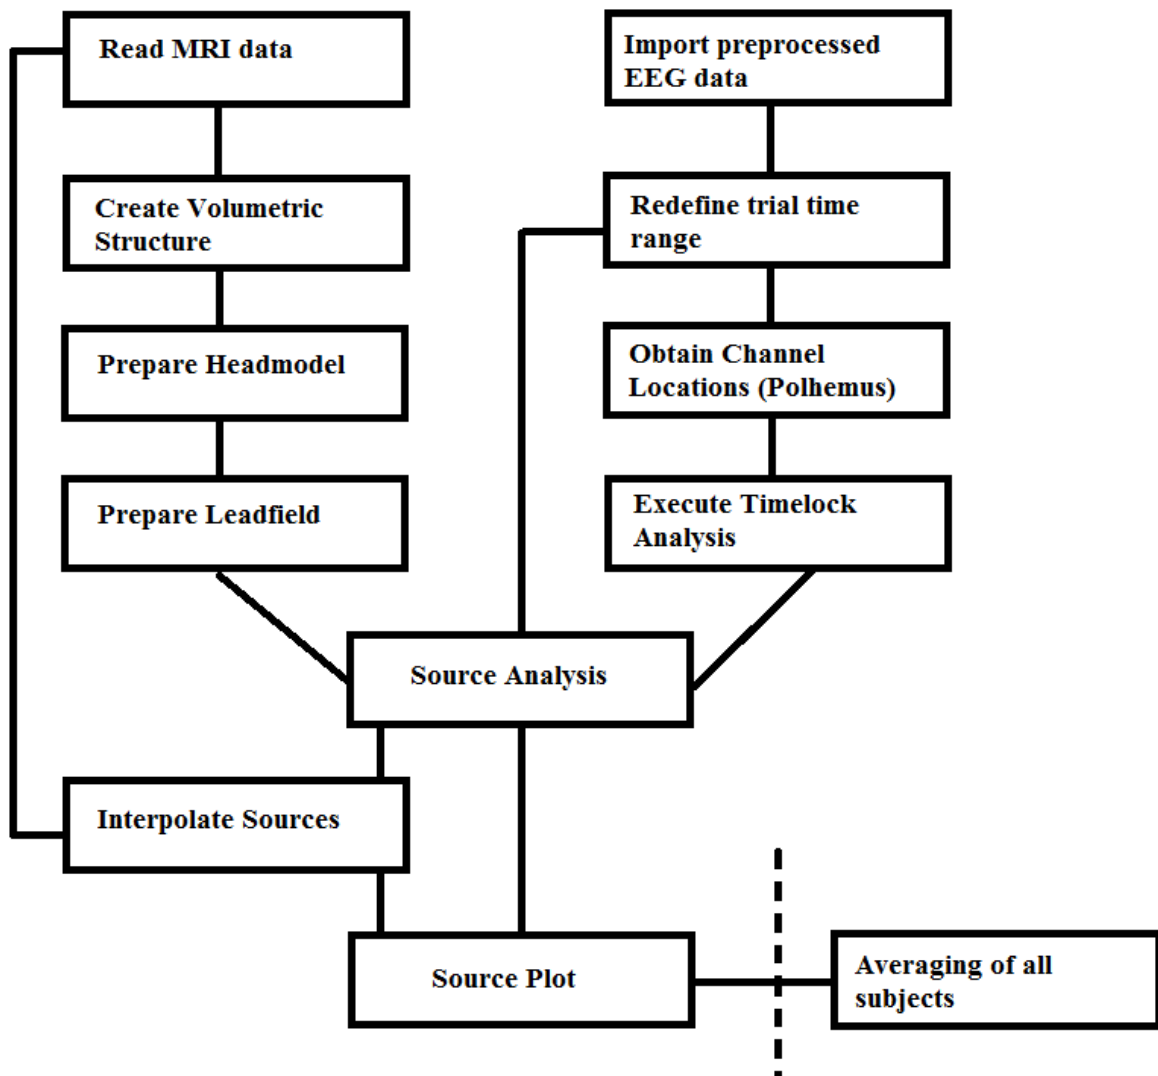 Read MRI data
Import preprocessed
EEG data
Create Volumetric
Structure
Redefine trial time
range
Prepare Headmodel
Obtain Channel
Locations (Polhemus)
Prepare Leadfield
Execute Timelock
Analysis
Source Analysis
Interpolate Sources
Source Plot
Averaging of all
subjects